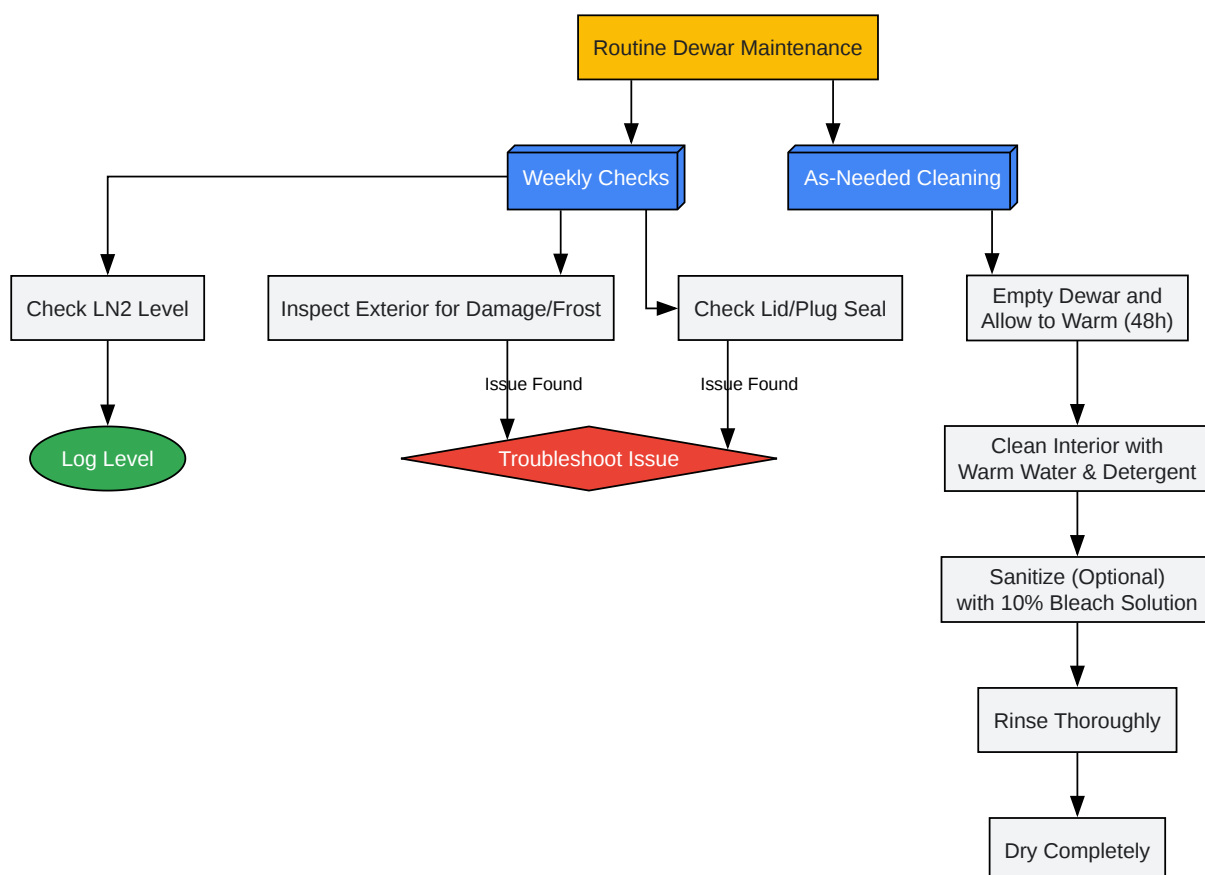 Routine Dewar Maintenance
Weekly Checks
As-Needed Cleaning
Check LN2 Level
Inspect Exterior for Damage/Frost
Check Lid/Plug Seal
Empty Dewar and
Allow to Warm (48h)
Issue Found
Issue Found
Log Level
Troubleshoot Issue
Clean Interior with
Warm Water & Detergent
Sanitize (Optional)
with 10% Bleach Solution
Rinse Thoroughly
Dry Completely